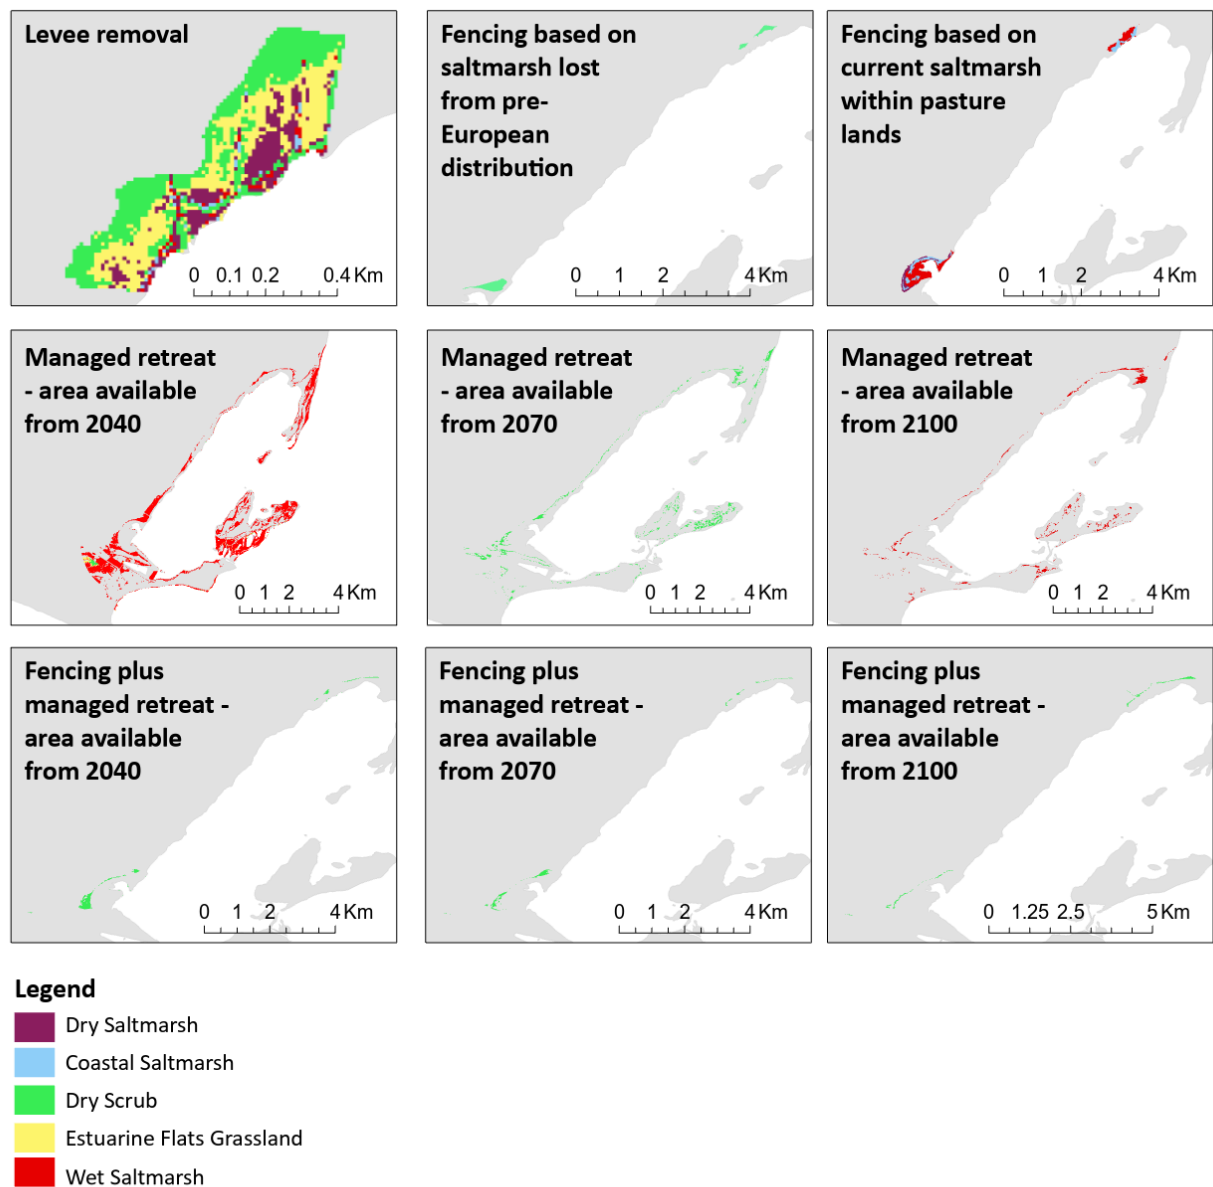 Levee removal
0 0.1 0.2 0.4 Km
Fencing based on
saltmarsh lost
from pre-
European
distribution
0 1 2 4 Km
Fencing based on
current saltmarsh
within pasture
lands
0 1 2 4 Km
Managed retreat
- area available
from 2040
0 1 2 4 Km
Managed retreat
- area available
from 2070
0 1 2 4 Km
Managed retreat
- area available
from 2100
0 1 2 4 Km
Fencing plus
managed retreat -
area available
from 2040
0 1 2 4 Km
Fencing plus
managed retreat -
area available
from 2070
0 1 2 4 Km
Fencing plus
managed retreat -
area available
from 2100
0 1.25 2.5 5 Km
Legend
Dry Saltmarsh
Coastal Saltmarsh
Dry Scrub
Estuarine Flats Grassland
Wet Saltmarsh